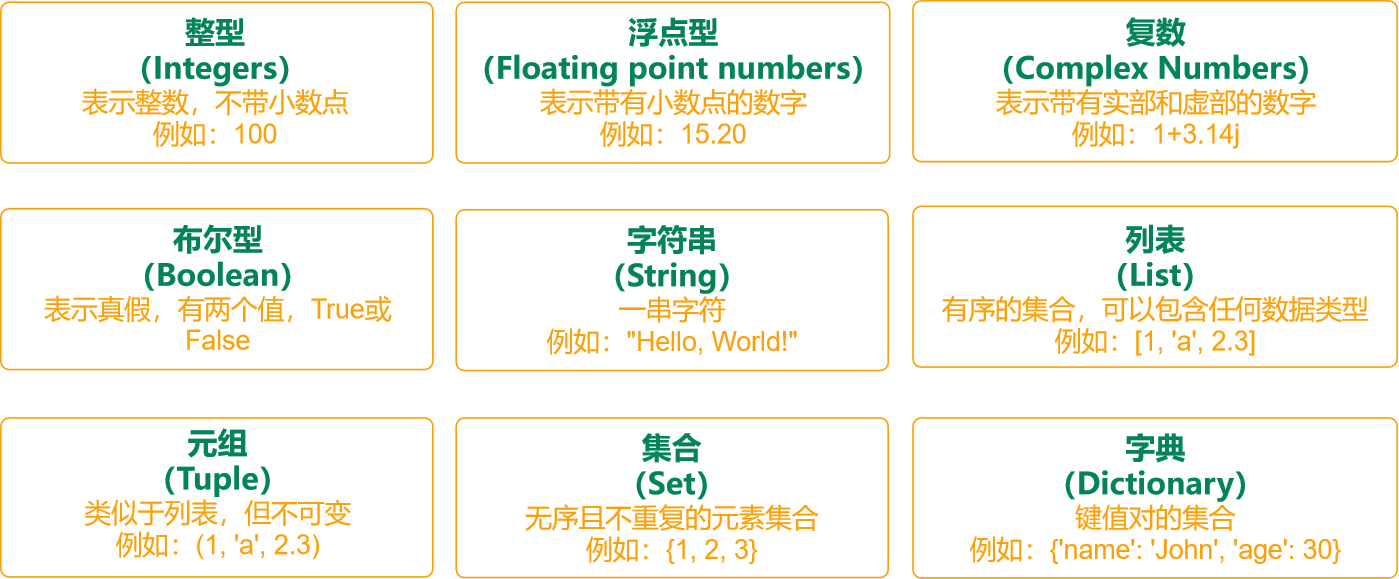 整型
（Integers）
表示整数，不带小数点
例如：100
浮点型
（Floating point numbers）
表示带有小数点的数字
例如：15.20
复数
（Complex Numbers）
表示带有实部和虚部的数字
例如：1+3.14j
布尔型
（Boolean）
表示真假，有两个值，True或
False
字符串
（String）
一串字符
例如："Hello, World!"
列表
（List）
有序的集合，可以包含任何数据类型
例如：[1, 'a', 2.3]
元组
（Tuple）
类似于列表，但不可变
例如：(1, 'a', 2.3)
集合
（Set）
无序且不重复的元素集合
例如：{1, 2, 3}
字典
（Dictionary）
键值对的集合
例如：{'name': 'John', 'age': 30}